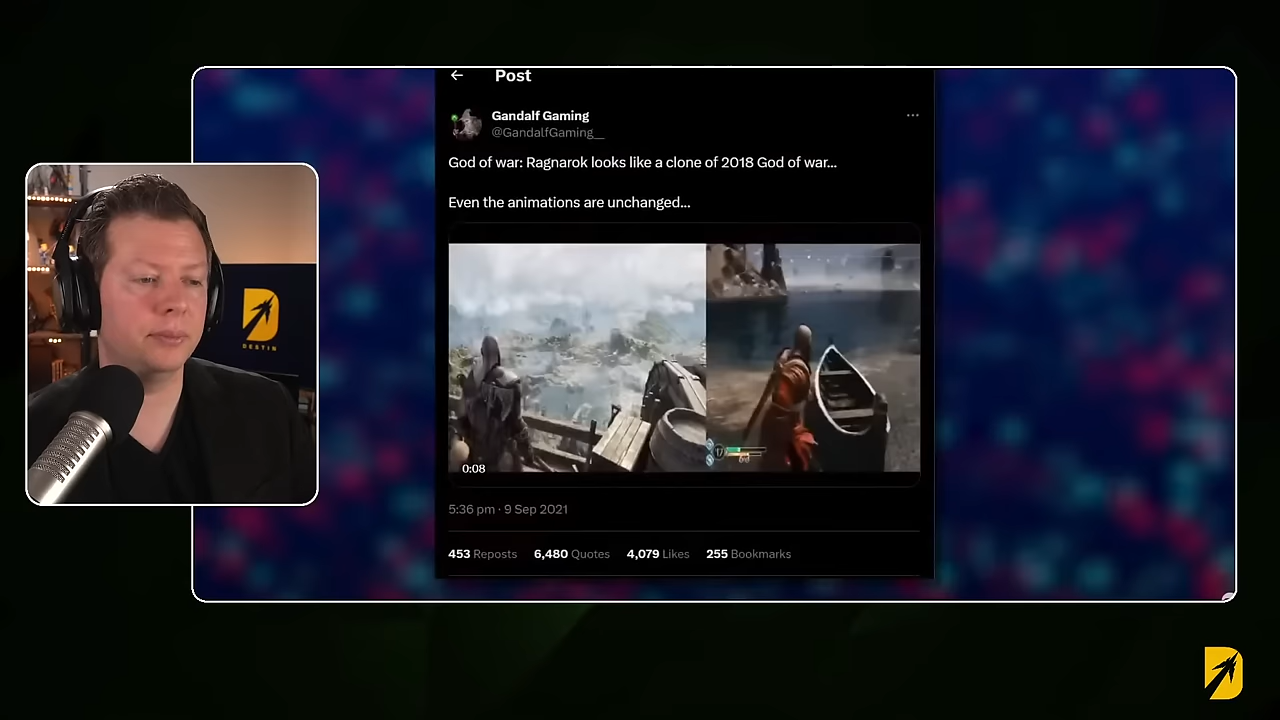 Post
Gandalf Gaming
@GandalfGaming__
God of war: Ragnarok looks like a clone of 2018 God of war...
Even the animations are unchanged...
0:08
17
5:36 pm · 9 Sep 2021
453 Reposts 6,480 Quotes 4,079 Likes 255 Bookmarks
D
DESTIN
D